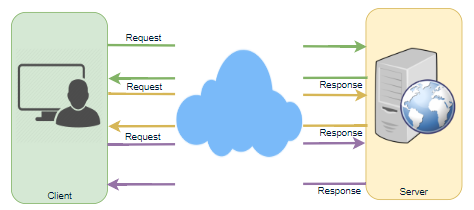 Request
Response
Request
Response
Request
Response
Client
Server